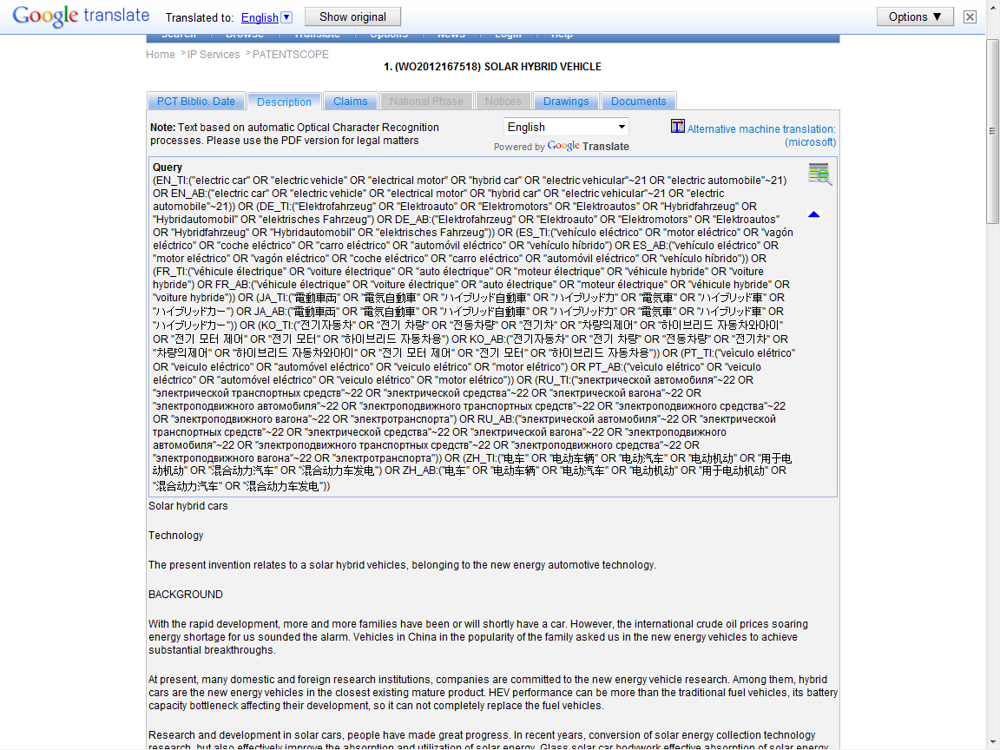 Google translate Translated to: English ▼ Show original Options ▼
Search Browse Translate Options News Login Help
Home >IP Services >PATENTSCOPE
1. (WO2012167518) SOLAR HYBRID VEHICLE
PCT Biblio. Date Description Claims National Phase Notices Drawings Documents
Note: Text based on automatic Optical Character Recognition
processes. Please use the PDF version for legal matters
English
Powered by Google Translate
Alternative machine translation:
(microsoft)
Query
(EN_TI:("electric car" OR "electric vehicle" OR "electrical motor" OR "hybrid car" OR "electric vehicular"~21 OR "electric automobile"~21)
OR EN_AB:("electric car" OR "electric vehicle" OR "electrical motor" OR "hybrid car" OR "electric vehicular"~21 OR "electric
automobile"~21)) OR (DE_TI:("Elektrofahrzeug" OR "Elektroauto" OR "Elektromotors" OR "Elektroautos" OR "Hybridfahrzeug" OR
"Hybridautomobil" OR "elektrisches Fahrzeug") OR DE_AB:("Elektrofahrzeug" OR "Elektroauto" OR "Elektromotors" OR "Elektroautos"
OR "Hybridfahrzeug" OR "Hybridautomobil" OR "elektrisches Fahrzeug")) OR (ES_TI:("vehículo eléctrico" OR "motor eléctrico" OR "vagón
eléctrico" OR "coche eléctrico" OR "carro eléctrico" OR "automóvil eléctrico" OR "vehículo híbrido") OR ES_AB:("vehículo eléctrico" OR
"motor eléctrico" OR "vagón eléctrico" OR "coche eléctrico" OR "carro eléctrico" OR "automóvil eléctrico" OR "vehículo híbrido")) OR
(FR_TI:("véhicule électrique" OR "voiture électrique" OR "auto électrique" OR "moteur électrique" OR "véhicule hybride" OR "voiture
hybride") OR FR_AB:("véhicule électrique" OR "voiture électrique" OR "auto électrique" OR "moteur électrique" OR "véhicule hybride" OR
"voiture hybride")) OR (JA_TI:("電動車両" OR "電気自動車" OR "ハイブリッド自動車" OR "ハイブリッドカ" OR "電気車" OR "ハイブリッド車" OR
"ハイブリッドカー") OR JA_AB:("電動車両" OR "電気自動車" OR "ハイブリッド自動車" OR "ハイブリッドカ" OR "電気車" OR "ハイブリッド車" OR
"ハイブリッドカー")) OR (KO_TI:("전기자동차" OR "전기 차량" OR "전동차량" OR "전기차" OR "차량의제어" OR "하이브리드 자동차와아이"
OR "전기 모터 제어" OR "전기 모터" OR "하이브리드 자동차용") OR KO_AB:("전기자동차" OR "전기 차량" OR "전동차량" OR "전기차" OR
"차량의제어" OR "하이브리드 자동차와아이" OR "전기 모터 제어" OR "전기 모터" OR "하이브리드 자동차용")) OR (PT_TI:("veìculo elétrico"
OR "veiculo eléctrico" OR "automóvel eléctrico" OR "veiculo elétrico" OR "motor elétrico") OR PT_AB:("veìculo elétrico" OR "veiculo
eléctrico" OR "automóvel eléctrico" OR "veiculo elétrico" OR "motor elétrico")) OR (RU_TI:("электрической автомобиля"~22 OR
"электрической транспортных средств"~22 OR "электрической средства"~22 OR "электрической вагона"~22 OR
"электроподвижного автомобиля"~22 OR "электроподвижного транспортных средств"~22 OR "электроподвижного средства"~22
OR "электроподвижного вагона"~22 OR "электротранспорта") OR RU_AB:("электрической автомобиля"~22 OR "электрической
транспортных средств"~22 OR "электрической средства"~22 OR "электрической вагона"~22 OR "электроподвижного
автомобиля"~22 OR "электроподвижного транспортных средств"~22 OR "электроподвижного средства"~22 OR
"электроподвижного вагона"~22 OR "электротранспорта")) OR (ZH_TI:("电车" OR "电动车辆" OR "电动汽车" OR "电动机动" OR "用于电
动机动" OR "混合动力汽车" OR "混合动力车发电") OR ZH_AB:("电车" OR "电动车辆" OR "电动汽车" OR "电动机动" OR "用于电动机动" OR
"混合动力汽车" OR "混合动力车发电"))
Solar hybrid cars
Technology
The present invention relates to a solar hybrid vehicles, belonging to the new energy automotive technology.
BACKGROUND
With the rapid development, more and more families have been or will shortly have a car. However, the international crude oil prices soaring
energy shortage for us sounded the alarm. Vehicles in China in the popularity of the family asked us in the new energy vehicles to achieve
substantial breakthroughs.
At present, many domestic and foreign research institutions, companies are committed to the new energy vehicle research. Among them, hybrid
cars are the new energy vehicles in the closest existing mature product. HEV performance can be more than the traditional fuel vehicles, its battery
capacity bottleneck affecting their development, so it can not completely replace the fuel vehicles.
Research and development in solar cars, people have made great progress. In recent years, conversion of solar energy collection technology
research, but also effectively improve the absorption and utilization of solar energy. Glass solar car bodywork effective absorption of solar energy